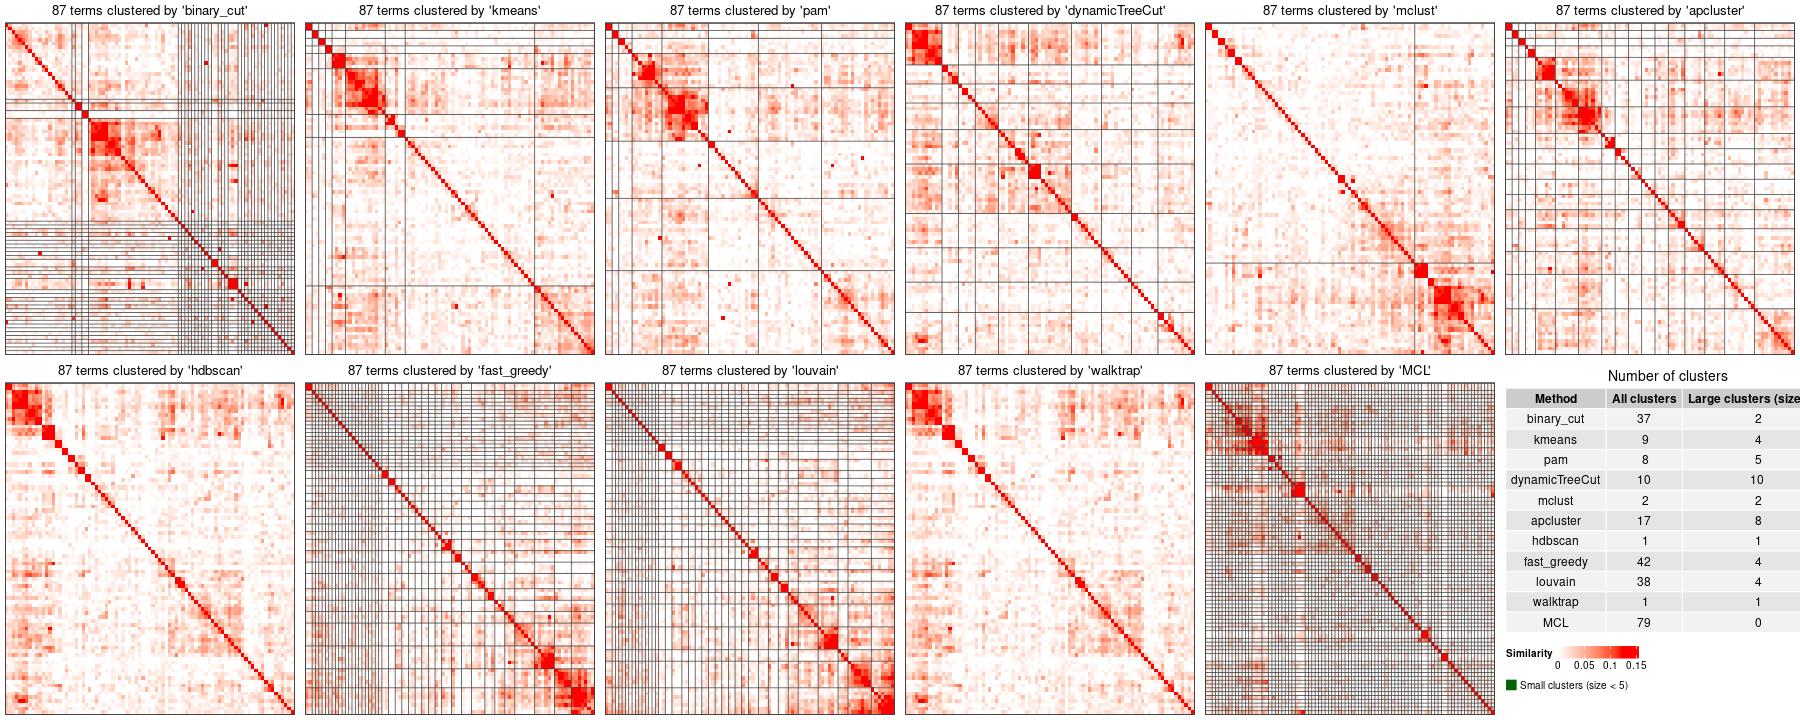 87 terms clustered by 'binary_cut'
87 terms clustered by 'kmeans'
87 terms clustered by 'pam'
87 terms clustered by 'dynamicTreeCut'
87 terms clustered by 'mclust'
87 terms clustered by 'apcluster'
87 terms clustered by 'hdbscan'
87 terms clustered by 'fast_greedy'
87 terms clustered by 'louvain'
87 terms clustered by 'walktrap'
87 terms clustered by 'MCL'
Number of clusters
Method All clusters Large clusters (size
binary_cut 37 2
kmeans 9 4
pam 8 5
dynamicTreeCut 10 10
mclust 2 2
apcluster 17 8
hdbscan 1 1
fast_greedy 42 4
louvain 38 4
walktrap 1 1
MCL 79 0
Similarity
0 0.05 0.1 0.15
Small clusters (size < 5)